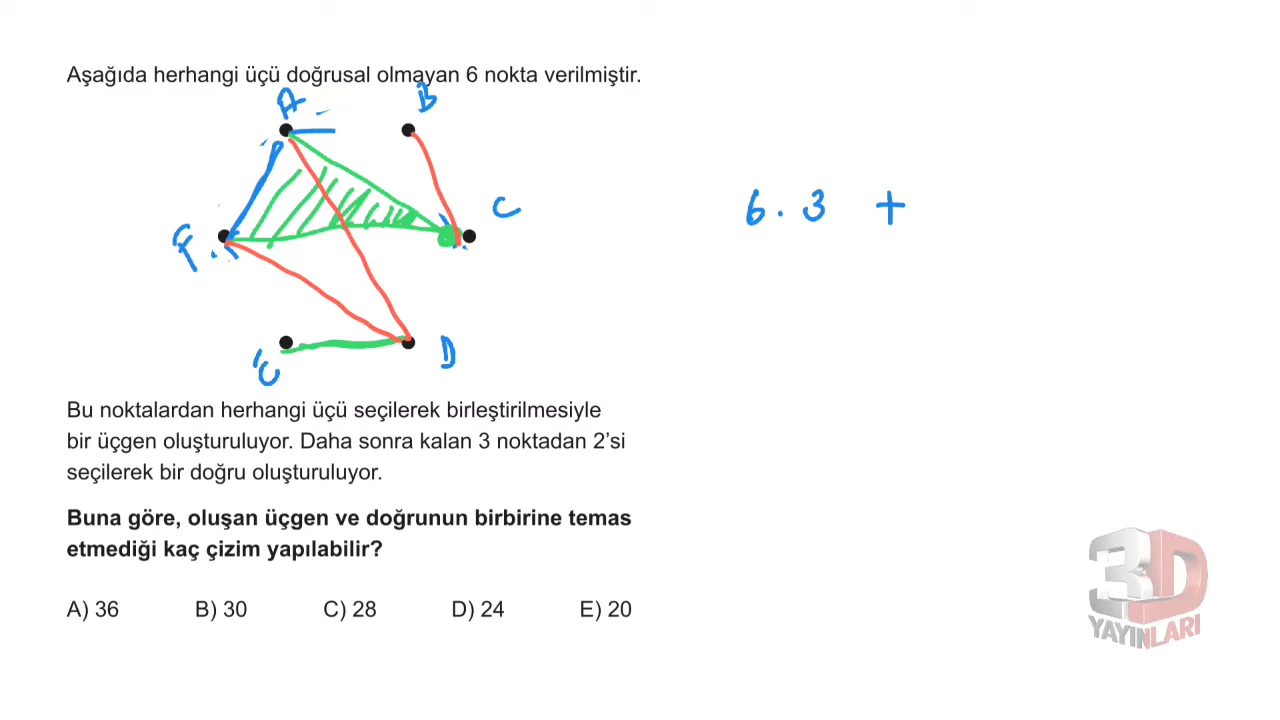 Aşağıda herhangi üçü doğrusal olmayan 6 nokta verilmiştir.
A
B
C
F
6 . 3 +
D
Bu noktalardan herhangi üçü seçilerek birleştirilmesiyle
bir üçgen oluşturuluyor. Daha sonra kalan 3 noktadan 2'si
seçilerek bir doğru oluşturuluyor.
Buna göre, oluşan üçgen ve doğrunun birbirine temas
etmediği kaç çizim yapılabilir?
A) 36 B) 30 C) 28 D) 24 E) 20
3D
YAYINLARI